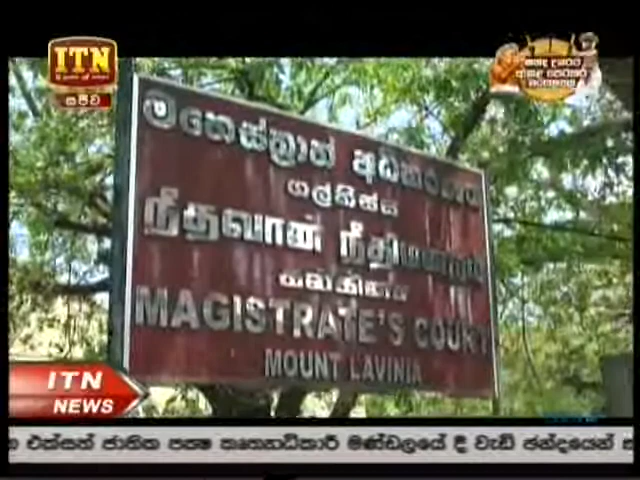 ITN
සජීව
මහෙස්ත්‍රාත් අධිකරණය
ගල්කිස්ස
நீதவான் நீதிமன்றம்
கல்கிசை
MAGISTRATE'S COURT
MOUNT LAVINIA
ITN
NEWS
එක්සත් ජාතික පක්ෂ කෘත්‍යාධිකාරී මණ්ඩලයේ දී වැඩි ඡන්දයෙන්